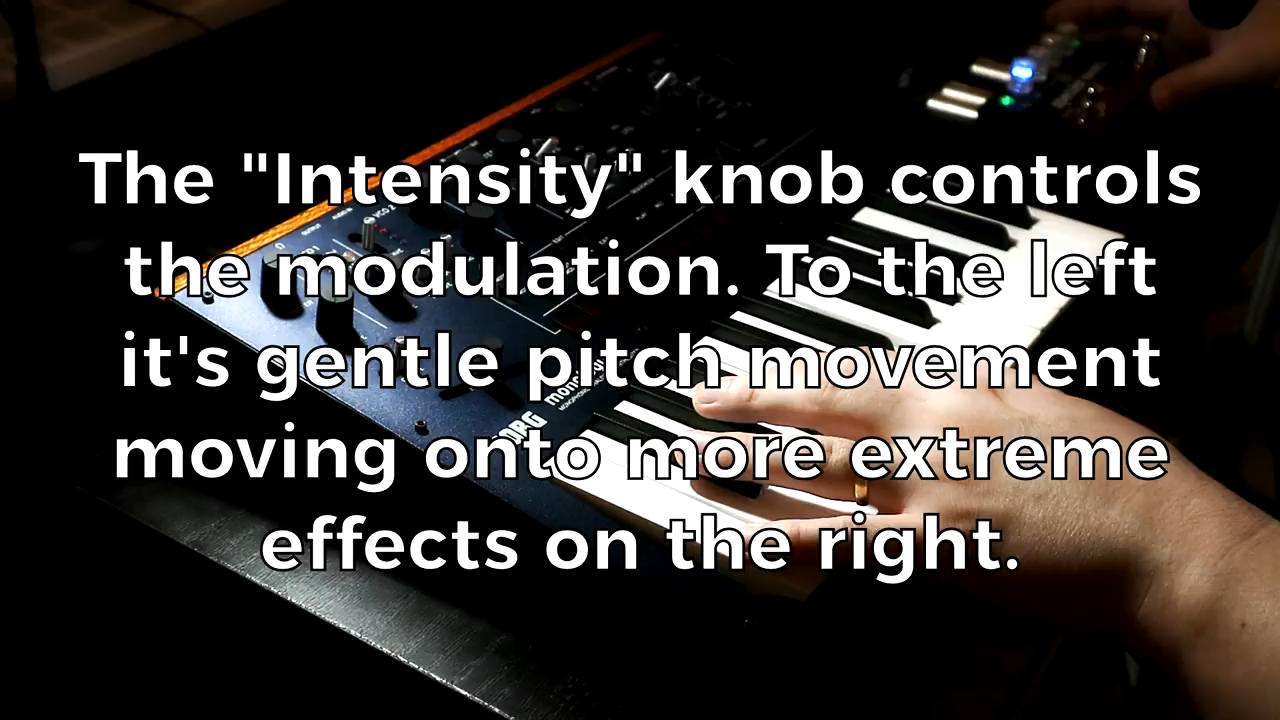 The "Intensity" knob controls
the modulation. To the left
it's gentle pitch movement
moving onto more extreme
effects on the right.